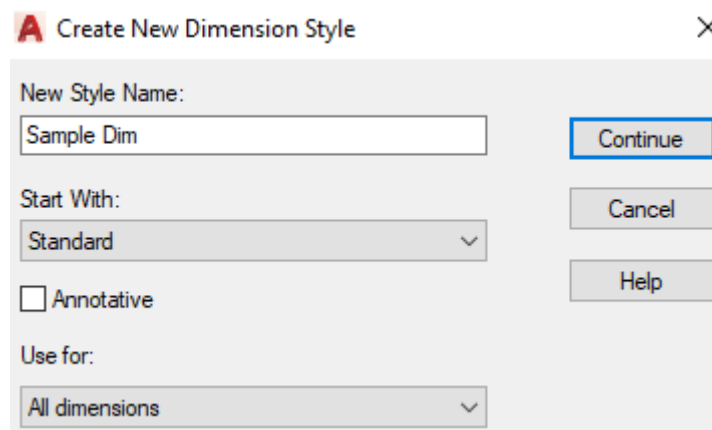 Create New Dimension Style
New Style Name:
Sample Dim
Continue
Start With:
Cancel
Standard
Help
Annotative
Use for:
All dimensions